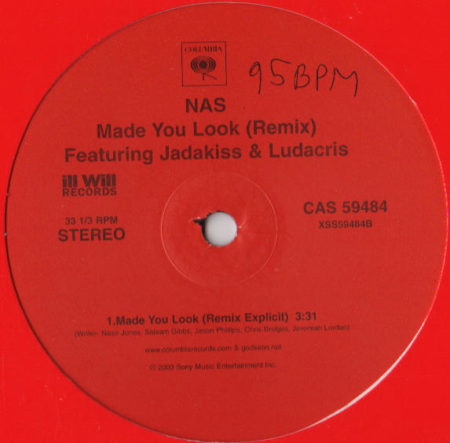 COLUMBIA
95BPM
NAS
Made You Look (Remix)
Featuring Jadakiss & Ludacris
ill Will
RECORDS
33 1/3 RPM
STEREO
CAS 59484
XSS59484B
1.Made You Look (Remix Explicit) 3:31
(Writer- Nasir Jones, Salaam Gibbs, Jason Phillips, Chris Bridges, Jeremiah Lordan)
www.columbiarecords.com & godsson.net
© 2003 Sony Music Entertainment Inc.